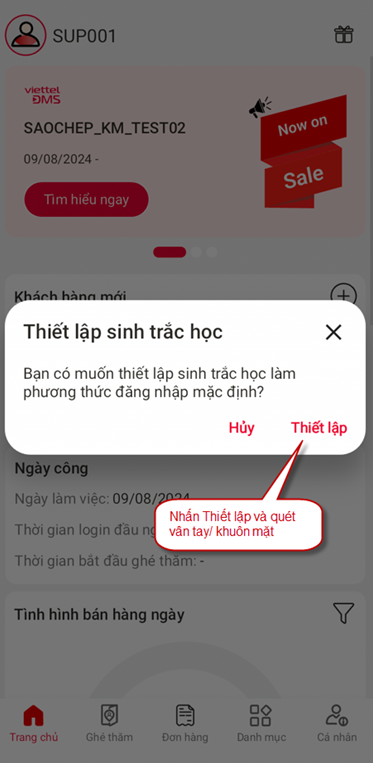 SUP001
viettel
ĐMS
SAOCHEP_KM_TEST02
09/08/2024 -
Tìm hiểu ngay
Now on
Sale
Khách hàng mới
Thiết lập sinh trắc học
Bạn có muốn thiết lập sinh trắc học làm
phương thức đăng nhập mặc định?
Hủy
Thiết lập
Ngày công
Ngày làm việc: 09/08/2024
Thời gian login đầu
Nhấn Thiết lập và quét
vân tay/ khuôn mặt
Thời gian bắt đầu ghé thăm: -
Tình hình bán hàng ngày
Trang chủ
Ghé thăm
Đơn hàng
Danh mục
Cá nhân